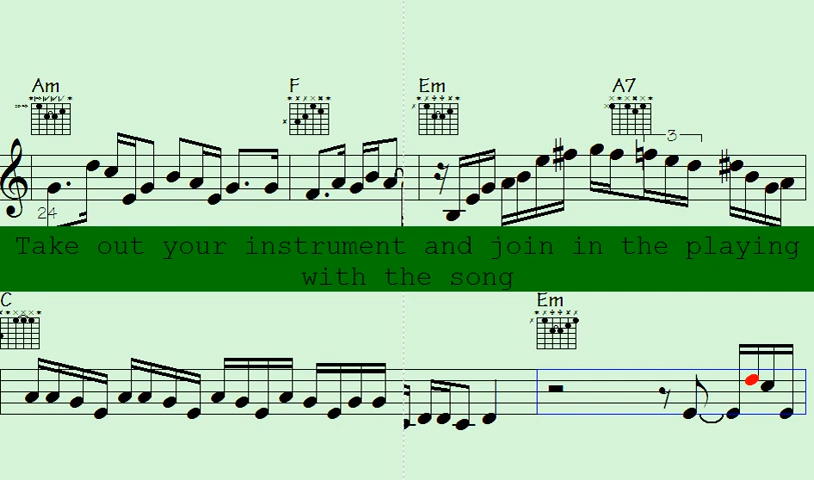 Am F Em A7
3
24
Take out your instrument and join in the playing
with the song
C Em